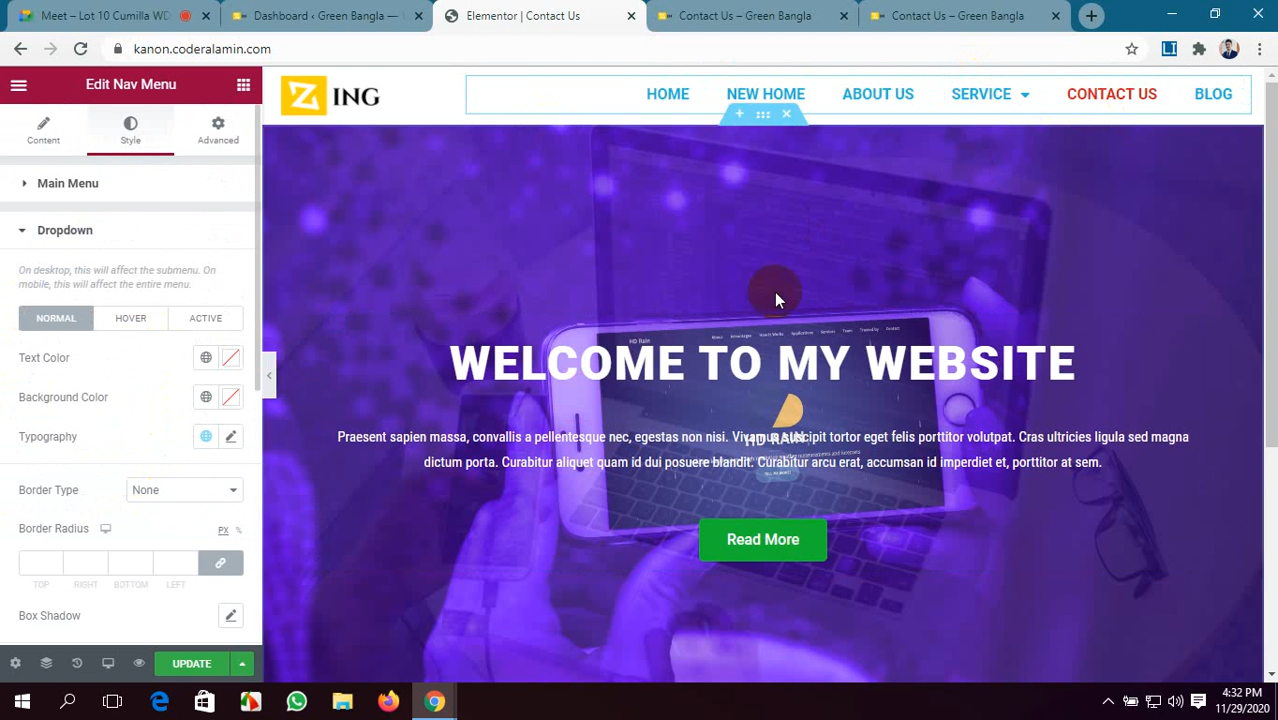 Meet – Lot 10 Cumilla WD
Dashboard ‹ Green Bangla —
Elementor | Contact Us
Contact Us – Green Bangla
Contact Us – Green Bangla
kanon.coderalamin.com
Edit Nav Menu
Z ING
HOME
NEW HOME
ABOUT US
SERVICE
CONTACT US
BLOG
Content
Style
Advanced
Main Menu
Dropdown
On desktop, this will affect the submenu. On
mobile, this will affect the entire menu.
NORMAL
HOVER
ACTIVE
Text Color
Background Color
Typography
Border Type
None
Border Radius
PX
%
TOP
RIGHT
BOTTOM
LEFT
Box Shadow
UPDATE
HD Rain
WELCOME TO MY WEBSITE
Praesent sapien massa, convallis a pellentesque nec, egestas non nisi. Vivamus suscipit tortor eget felis porttitor volutpat. Cras ultricies ligula sed magna
dictum porta. Curabitur aliquet quam id dui posuere blandit. Curabitur arcu erat, accumsan id imperdiet et, porttitor at sem.
HD RAIN
Read More
4:32 PM
11/29/2020